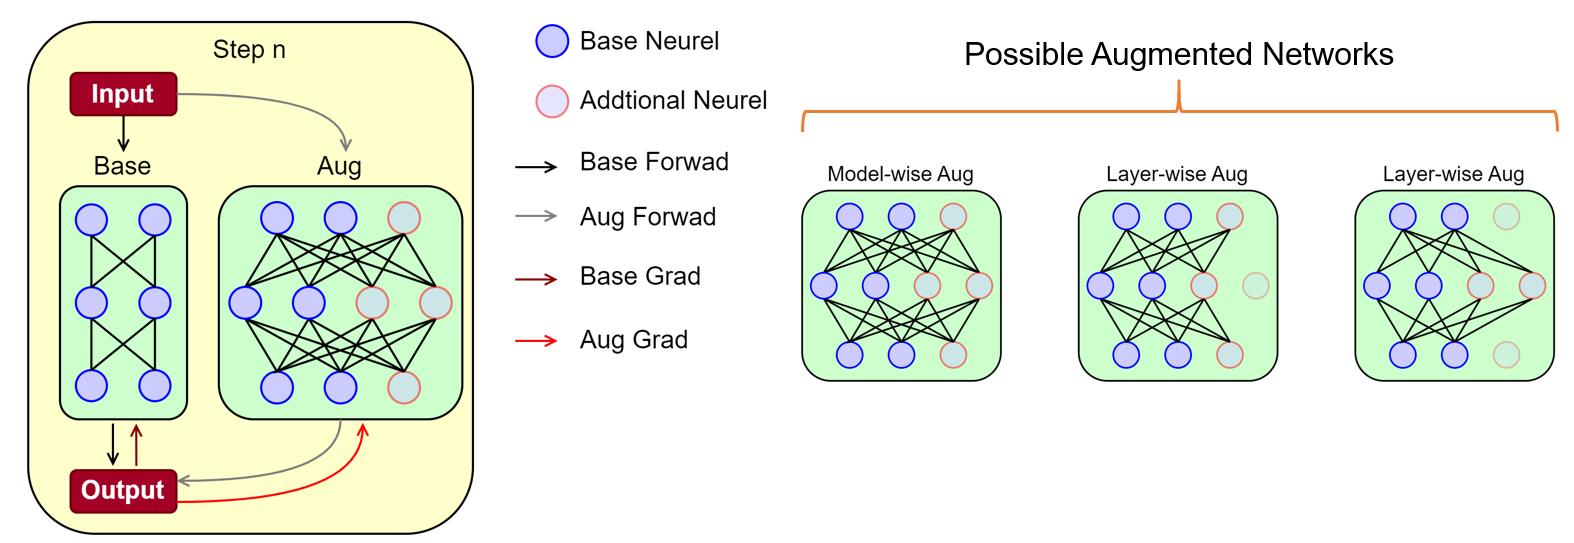 Step n
Input
Base
Aug
Output
Base Neurel
Addtional Neurel
Base Forwad
Aug Forwad
Base Grad
Aug Grad
Possible Augmented Networks
Model-wise Aug
Layer-wise Aug
Layer-wise Aug